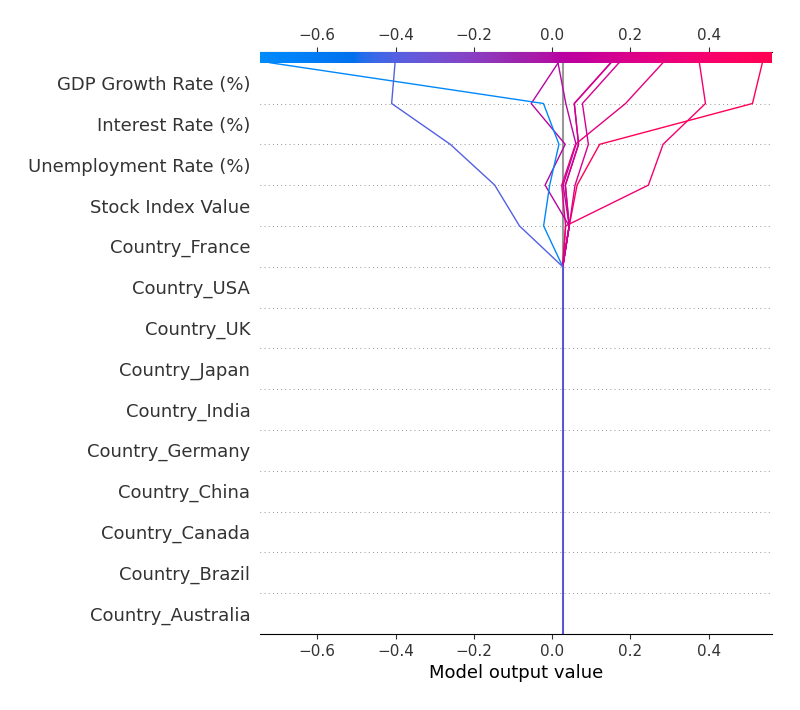 −0.6 −0.4 −0.2 0.0 0.2 0.4
GDP Growth Rate (%)
Interest Rate (%)
Unemployment Rate (%)
Stock Index Value
Country_France
Country_USA
Country_UK
Country_Japan
Country_India
Country_Germany
Country_China
Country_Canada
Country_Brazil
Country_Australia
−0.6 −0.4 −0.2 0.0 0.2 0.4
Model output value